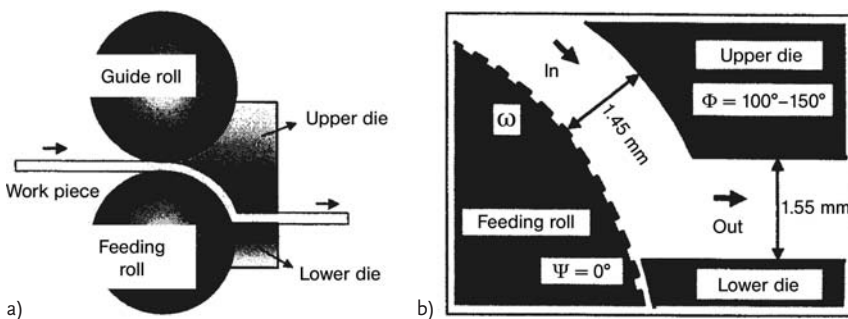 Guide roll
Upper die
Work piece
Feeding
roll
Lower die
a)
In
Upper die
Φ = 100°–150°
ω
1.45 mm
Feeding roll
Out
1.55 mm
Ψ = 0°
Lower die
b)